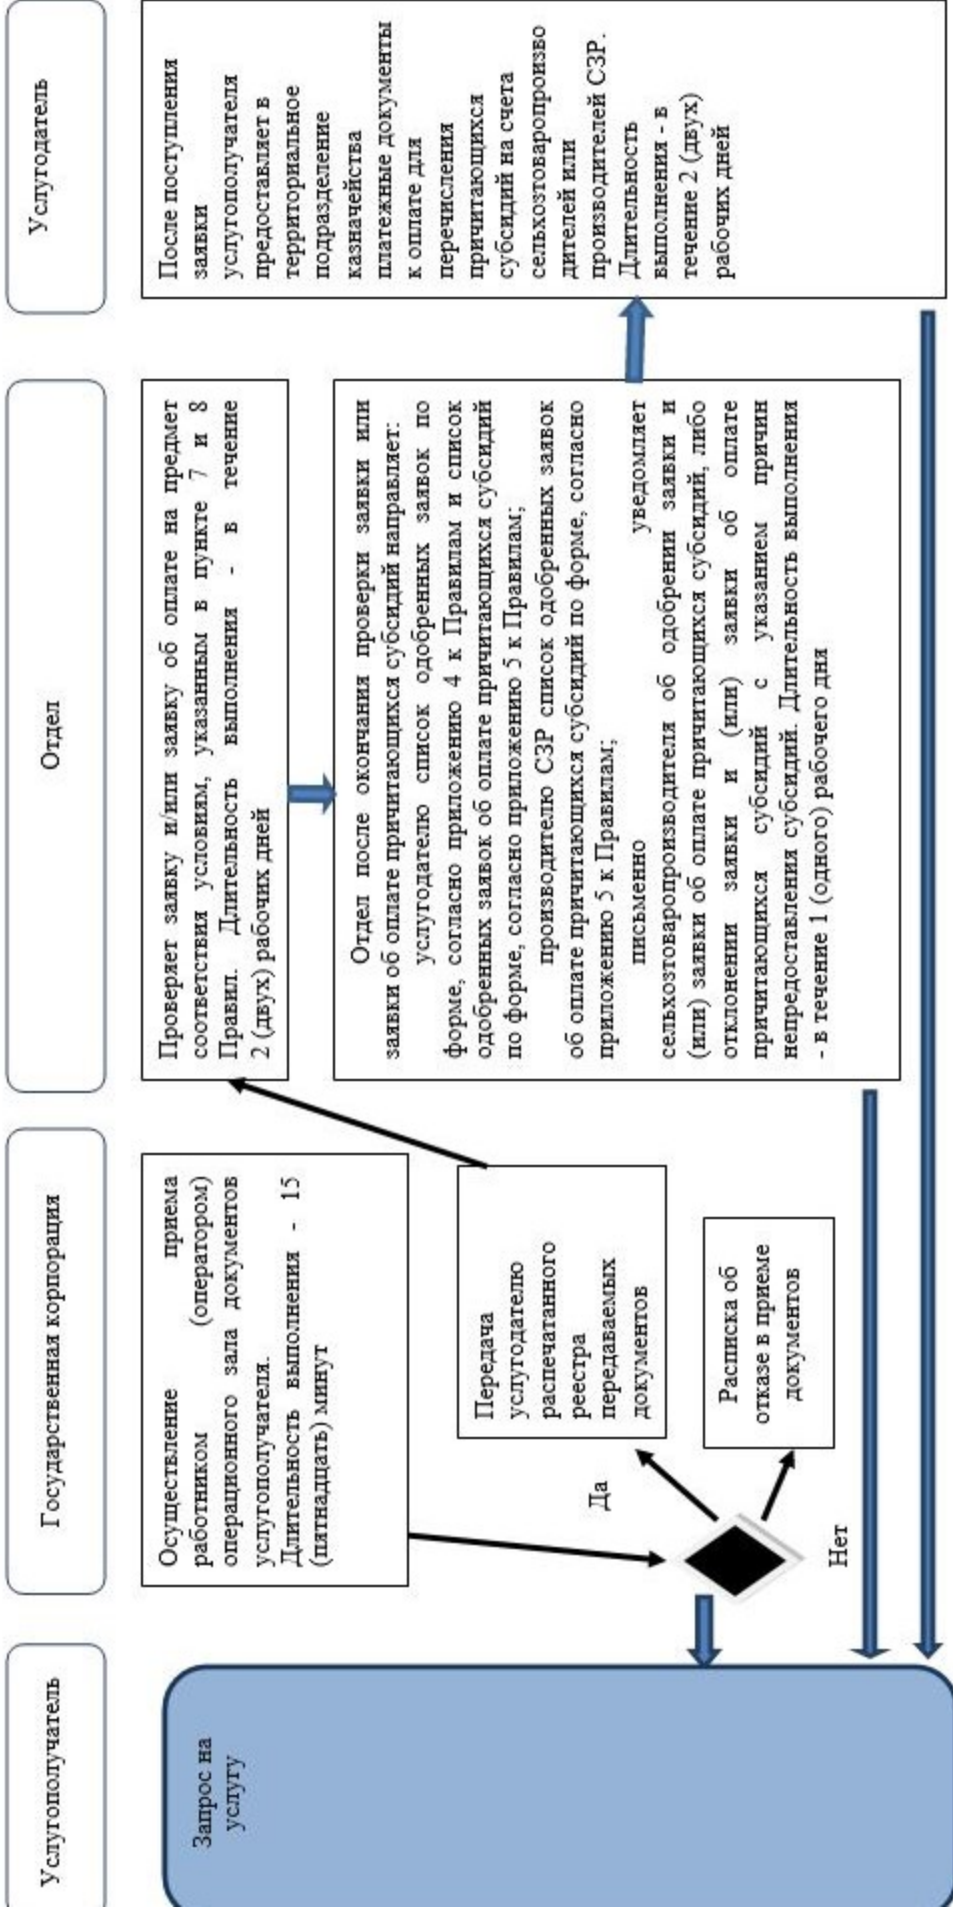 Услугополучатель
Государственная корпорация
Отдел
Услугодатель
Запрос на
услугу
Осуществление приема
работником (оператором)
операционного зала документов
услугополучателя.
Длительность выполнения - 15
(пятнадцать) минут
Да
Нет
Передача
услугодателю
распечатанного
реестра
передаваемых
документов
Расписка об
отказе в приеме
документов
Проверяет заявку и/или заявку об оплате на предмет
соответствия условиям, указанным в пункте 7 и 8
Правил. Длительность выполнения - в течение
2 (двух) рабочих дней
Отдел после окончания проверки заявки или
заявки об оплате причитающихся субсидий направляет:
услугодателю список одобренных заявок по
форме, согласно приложению 4 к Правилам и список
одобренных заявок об оплате причитающихся субсидий
по форме, согласно приложению 5 к Правилам;
производителю СЗР список одобренных заявок
об оплате причитающихся субсидий по форме, согласно
приложению 5 к Правилам;
письменно уведомляет
сельхозтоваропроизводителя об одобрении заявки и
(или) заявки об оплате причитающихся субсидий, либо
отклонении заявки и (или) заявки об оплате
причитающихся субсидий с указанием причин
непредоставления субсидий. Длительность выполнения
- в течение 1 (одного) рабочего дня
После поступления
заявки
услугополучателя
предоставляет в
территориальное
подразделение
казначейства
платежные документы
к оплате для
перечисления
причитающихся
субсидий на счета
сельхозтоваропроизво
дителей или
производителей СЗР.
Длительность
выполнения - в
течение 2 (двух)
рабочих дней